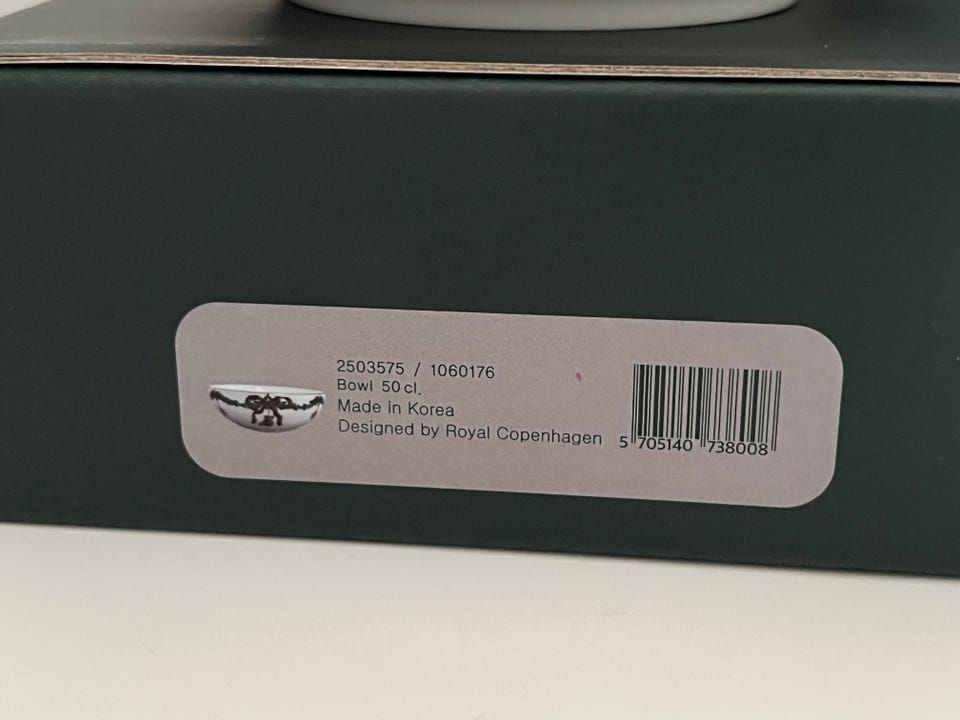 2503575 / 1060176
Bowl 50 cl.
Made in Korea
Designed by Royal Copenhagen
5 705140 738008